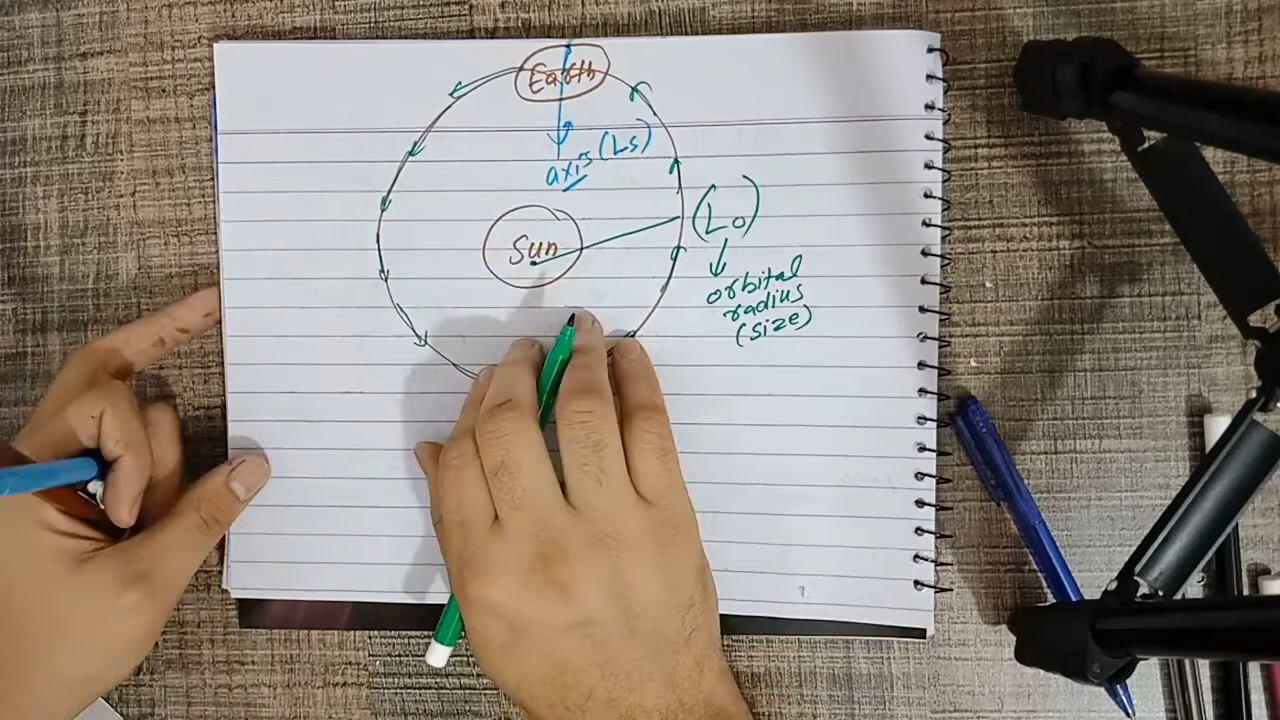 Earth
axis (Ls)
Sun
(Lo)
orbital
radius
(size)